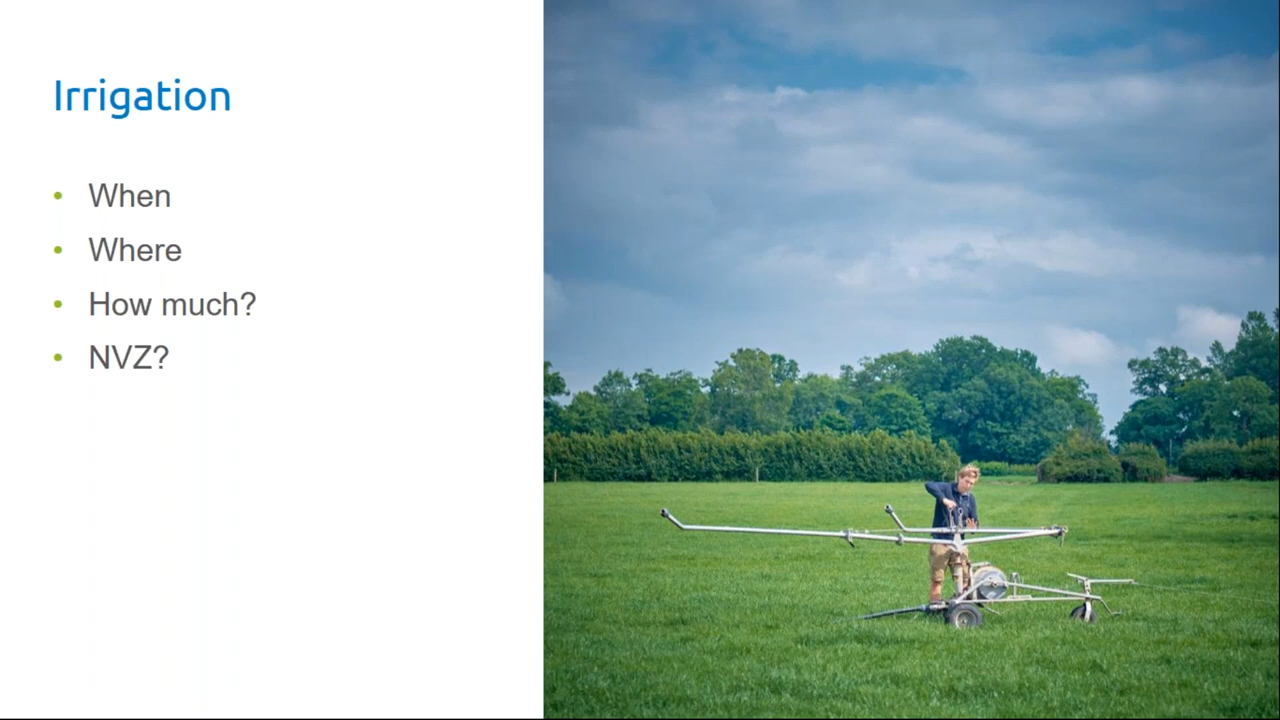 Irrigation
• When
• Where
• How much?
• NVZ?